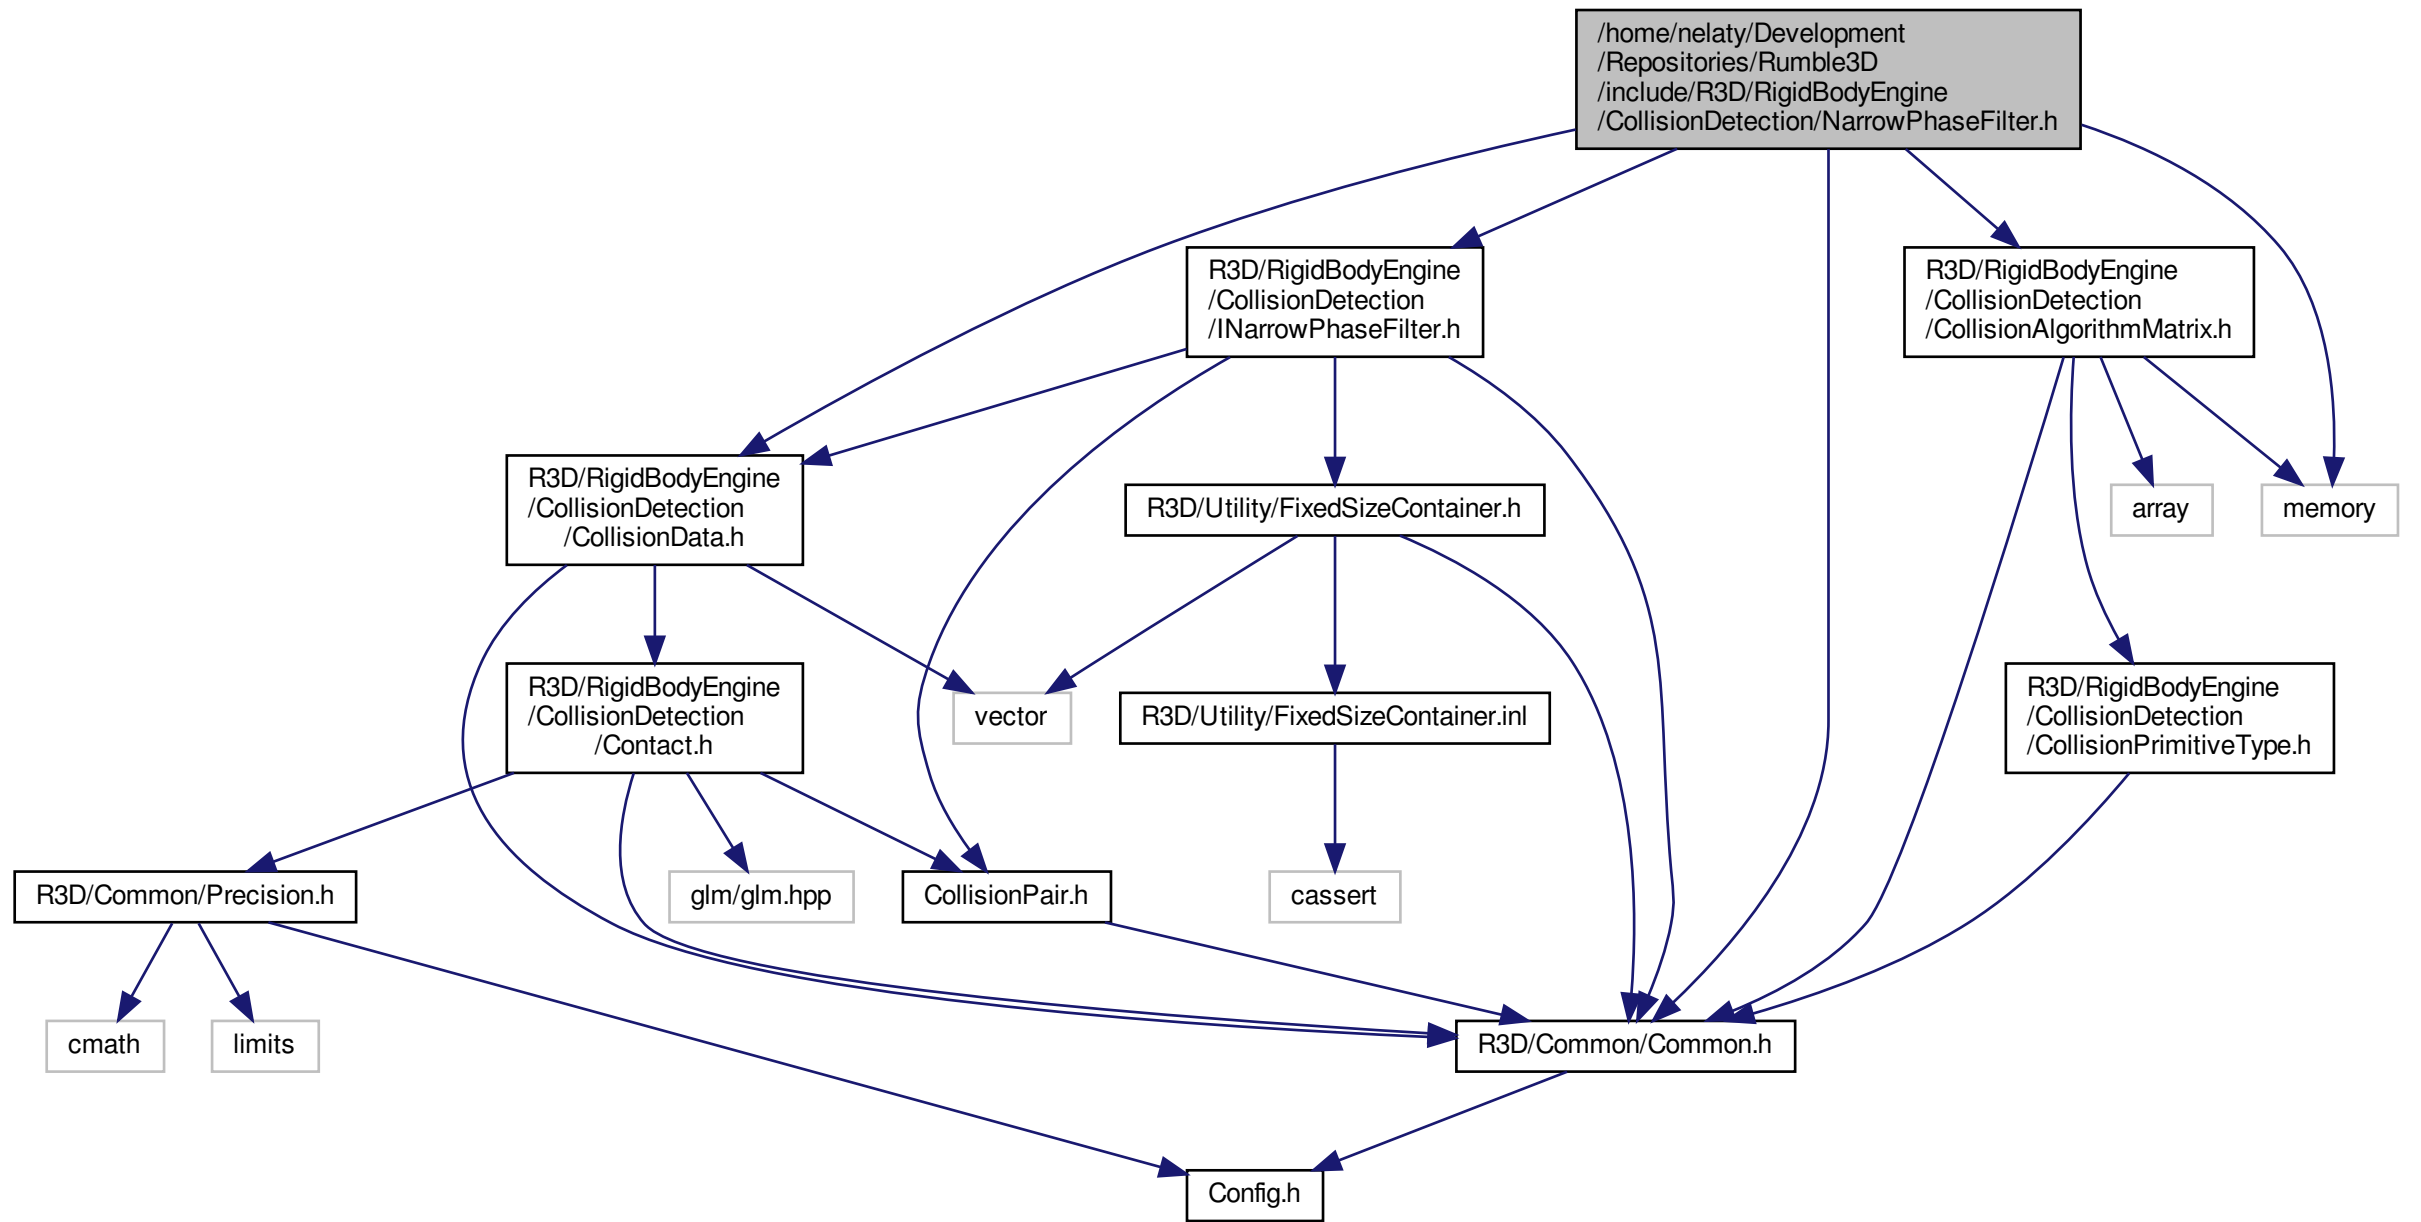 /home/nelaty/Development
/Repositories/Rumble3D
/include/R3D/RigidBodyEngine
/CollisionDetection/NarrowPhaseFilter.h
R3D/RigidBodyEngine
/CollisionDetection
/INarrowPhaseFilter.h
R3D/RigidBodyEngine
/CollisionDetection
/CollisionAlgorithmMatrix.h
R3D/RigidBodyEngine
/CollisionDetection
/CollisionData.h
R3D/Utility/FixedSizeContainer.h
array
memory
R3D/RigidBodyEngine
/CollisionDetection
/Contact.h
vector
R3D/Utility/FixedSizeContainer.inl
R3D/RigidBodyEngine
/CollisionDetection
/CollisionPrimitiveType.h
R3D/Common/Precision.h
glm/glm.hpp
CollisionPair.h
cassert
cmath
limits
R3D/Common/Common.h
Config.h